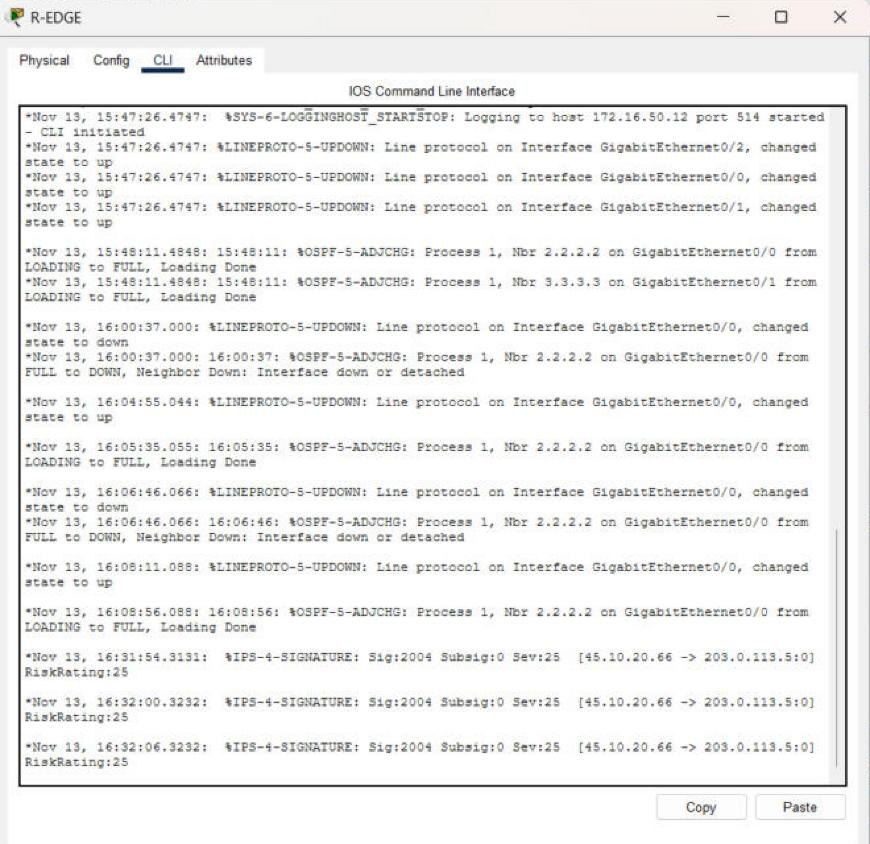 R-EDGE
Physical Config CLI Attributes
IOS Command Line Interface
*Nov 13, 15:47:26.4747:  %SYS-6-LOGGINGHOST_STARTSTOP: Logging to host 172.16.50.12 port 514 started
- CLI initiated
*Nov 13, 15:47:26.4747: %LINEPROTO-5-UPDOWN: Line protocol on Interface GigabitEthernet0/2, changed
state to up
*Nov 13, 15:47:26.4747: %LINEPROTO-5-UPDOWN: Line protocol on Interface GigabitEthernet0/0, changed
state to up
*Nov 13, 15:47:26.4747: %LINEPROTO-5-UPDOWN: Line protocol on Interface GigabitEthernet0/1, changed
state to up
*Nov 13, 15:48:11.4848: 15:48:11: %OSPF-5-ADJCHG: Process 1, Nbr 2.2.2.2 on GigabitEthernet0/0 from
LOADING to FULL, Loading Done
*Nov 13, 15:48:11.4848: 15:48:11: %OSPF-5-ADJCHG: Process 1, Nbr 3.3.3.3 on GigabitEthernet0/1 from
LOADING to FULL, Loading Done
*Nov 13, 16:00:37.000: %LINEPROTO-5-UPDOWN: Line protocol on Interface GigabitEthernet0/0, changed
state to down
*Nov 13, 16:00:37.000: 16:00:37: %OSPF-5-ADJCHG: Process 1, Nbr 2.2.2.2 on GigabitEthernet0/0 from
FULL to DOWN, Neighbor Down: Interface down or detached
*Nov 13, 16:04:55.044: %LINEPROTO-5-UPDOWN: Line protocol on Interface GigabitEthernet0/0, changed
state to up
*Nov 13, 16:05:35.055: 16:05:35: %OSPF-5-ADJCHG: Process 1, Nbr 2.2.2.2 on GigabitEthernet0/0 from
LOADING to FULL, Loading Done
*Nov 13, 16:06:46.066: %LINEPROTO-5-UPDOWN: Line protocol on Interface GigabitEthernet0/0, changed
state to down
*Nov 13, 16:06:46.066: 16:06:46: %OSPF-5-ADJCHG: Process 1, Nbr 2.2.2.2 on GigabitEthernet0/0 from
FULL to DOWN, Neighbor Down: Interface down or detached
*Nov 13, 16:08:11.088: %LINEPROTO-5-UPDOWN: Line protocol on Interface GigabitEthernet0/0, changed
state to up
*Nov 13, 16:08:56.088: 16:08:56: %OSPF-5-ADJCHG: Process 1, Nbr 2.2.2.2 on GigabitEthernet0/0 from
LOADING to FULL, Loading Done
*Nov 13, 16:31:54.3131:  %IPS-4-SIGNATURE: Sig:2004 Subsig:0 Sev:25  [45.10.20.66 -> 203.0.113.5:0]
RiskRating:25
*Nov 13, 16:32:00.3232:  %IPS-4-SIGNATURE: Sig:2004 Subsig:0 Sev:25  [45.10.20.66 -> 203.0.113.5:0]
RiskRating:25
*Nov 13, 16:32:06.3232:  %IPS-4-SIGNATURE: Sig:2004 Subsig:0 Sev:25  [45.10.20.66 -> 203.0.113.5:0]
RiskRating:25
Copy Paste